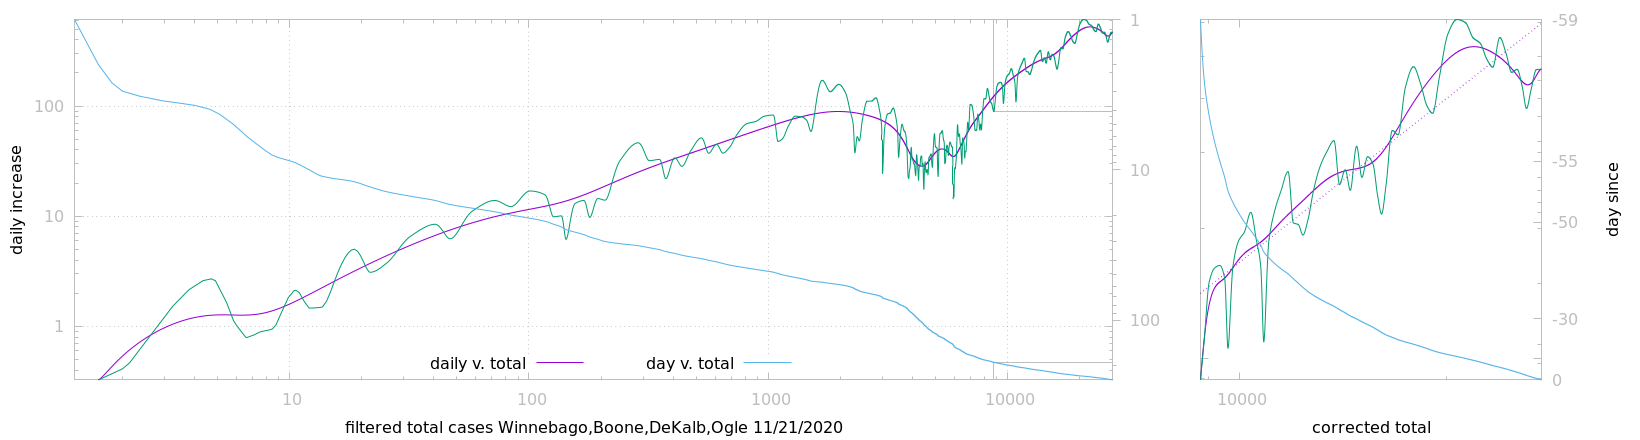 daily increase
100
10
1
daily v. total
day v. total
10
100
1000
10000
filtered total cases Winnebago,Boone,DeKalb,Ogle 11/21/2020
1
10
100
10000
corrected total
-59
-55
-50
-30
0
day since